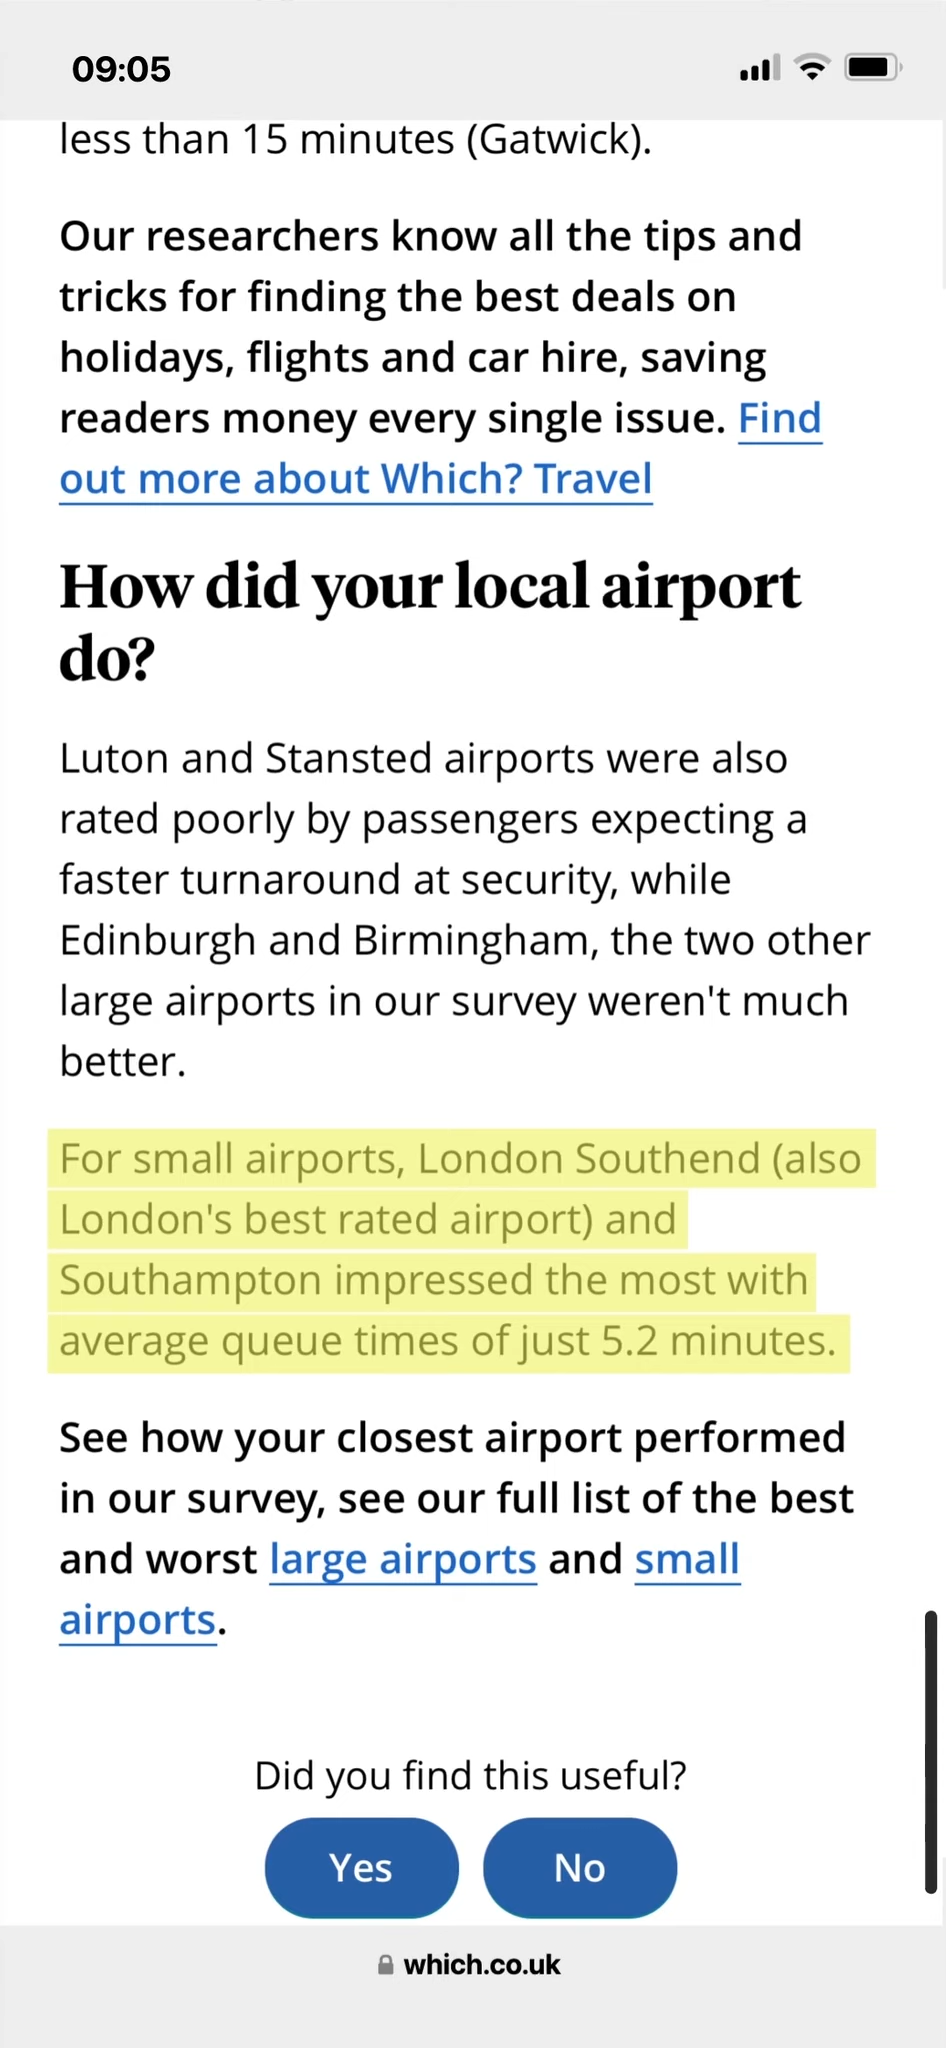 09:05
less than 15 minutes (Gatwick).
Our researchers know all the tips and
tricks for finding the best deals on
holidays, flights and car hire, saving
readers money every single issue. Find
out more about Which? Travel
How did your local airport
do?
Luton and Stansted airports were also
rated poorly by passengers expecting a
faster turnaround at security, while
Edinburgh and Birmingham, the two other
large airports in our survey weren't much
better.
For small airports, London Southend (also
London's best rated airport) and
Southampton impressed the most with
average queue times of just 5.2 minutes.
See how your closest airport performed
in our survey, see our full list of the best
and worst large airports and small
airports.
Did you find this useful?
Yes No
which.co.uk